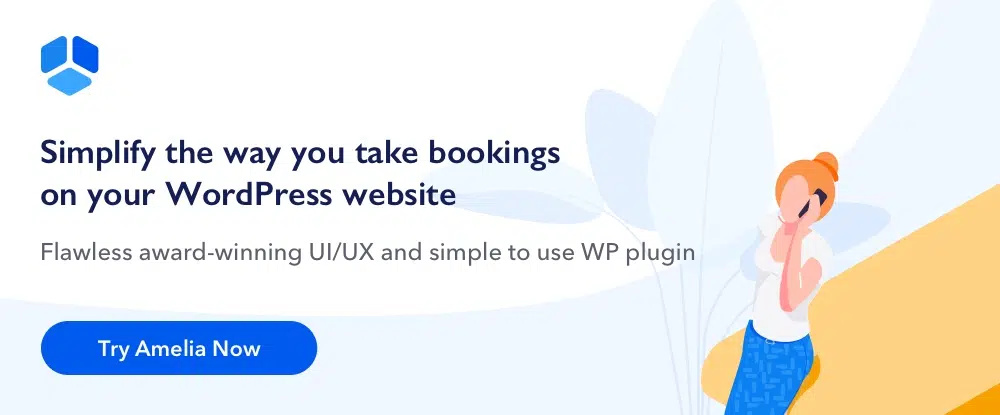 Simplify the way you take bookings
on your WordPress website
Flawless award-winning UI/UX and simple to use WP plugin
Try Amelia Now